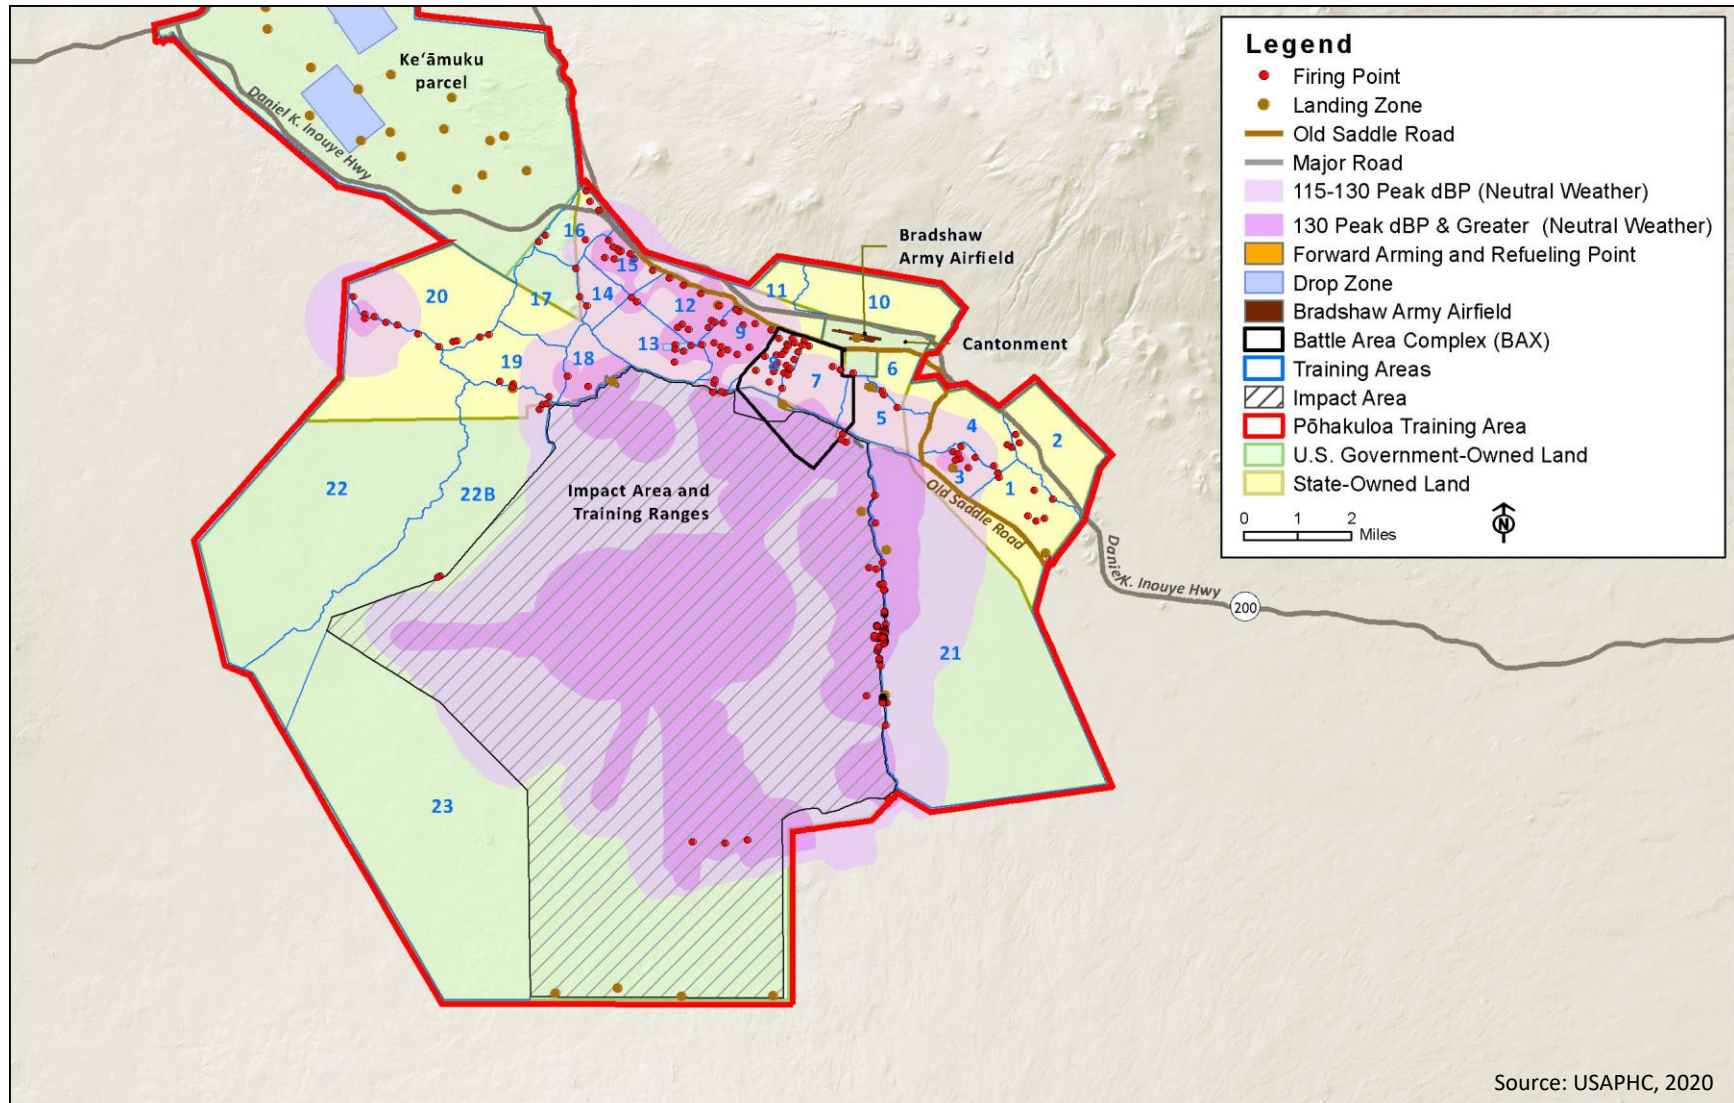 Legend
Firing Point
Landing Zone
Old Saddle Road
Major Road
115-130 Peak dBP (Neutral Weather)
130 Peak dBP & Greater (Neutral Weather)
Forward Arming and Refueling Point
Drop Zone
Bradshaw Army Airfield
Battle Area Complex (BAX)
Training Areas
Impact Area
Pōhakuloa Training Area
U.S. Government-Owned Land
State-Owned Land
0 1 2
Miles
N
Keʻāmuku
parcel
Daniel K. Inouye Hwy
16
15
Bradshaw
Army Airfield
20
17
14
12
11
10
9
13
Cantonment
19
18
8
7
6
5
4
2
3
1
22
22B
Impact Area and
Training Ranges
Old Saddle Road
Daniel K. Inouye Hwy
200
21
23
Source: USAPHC, 2020